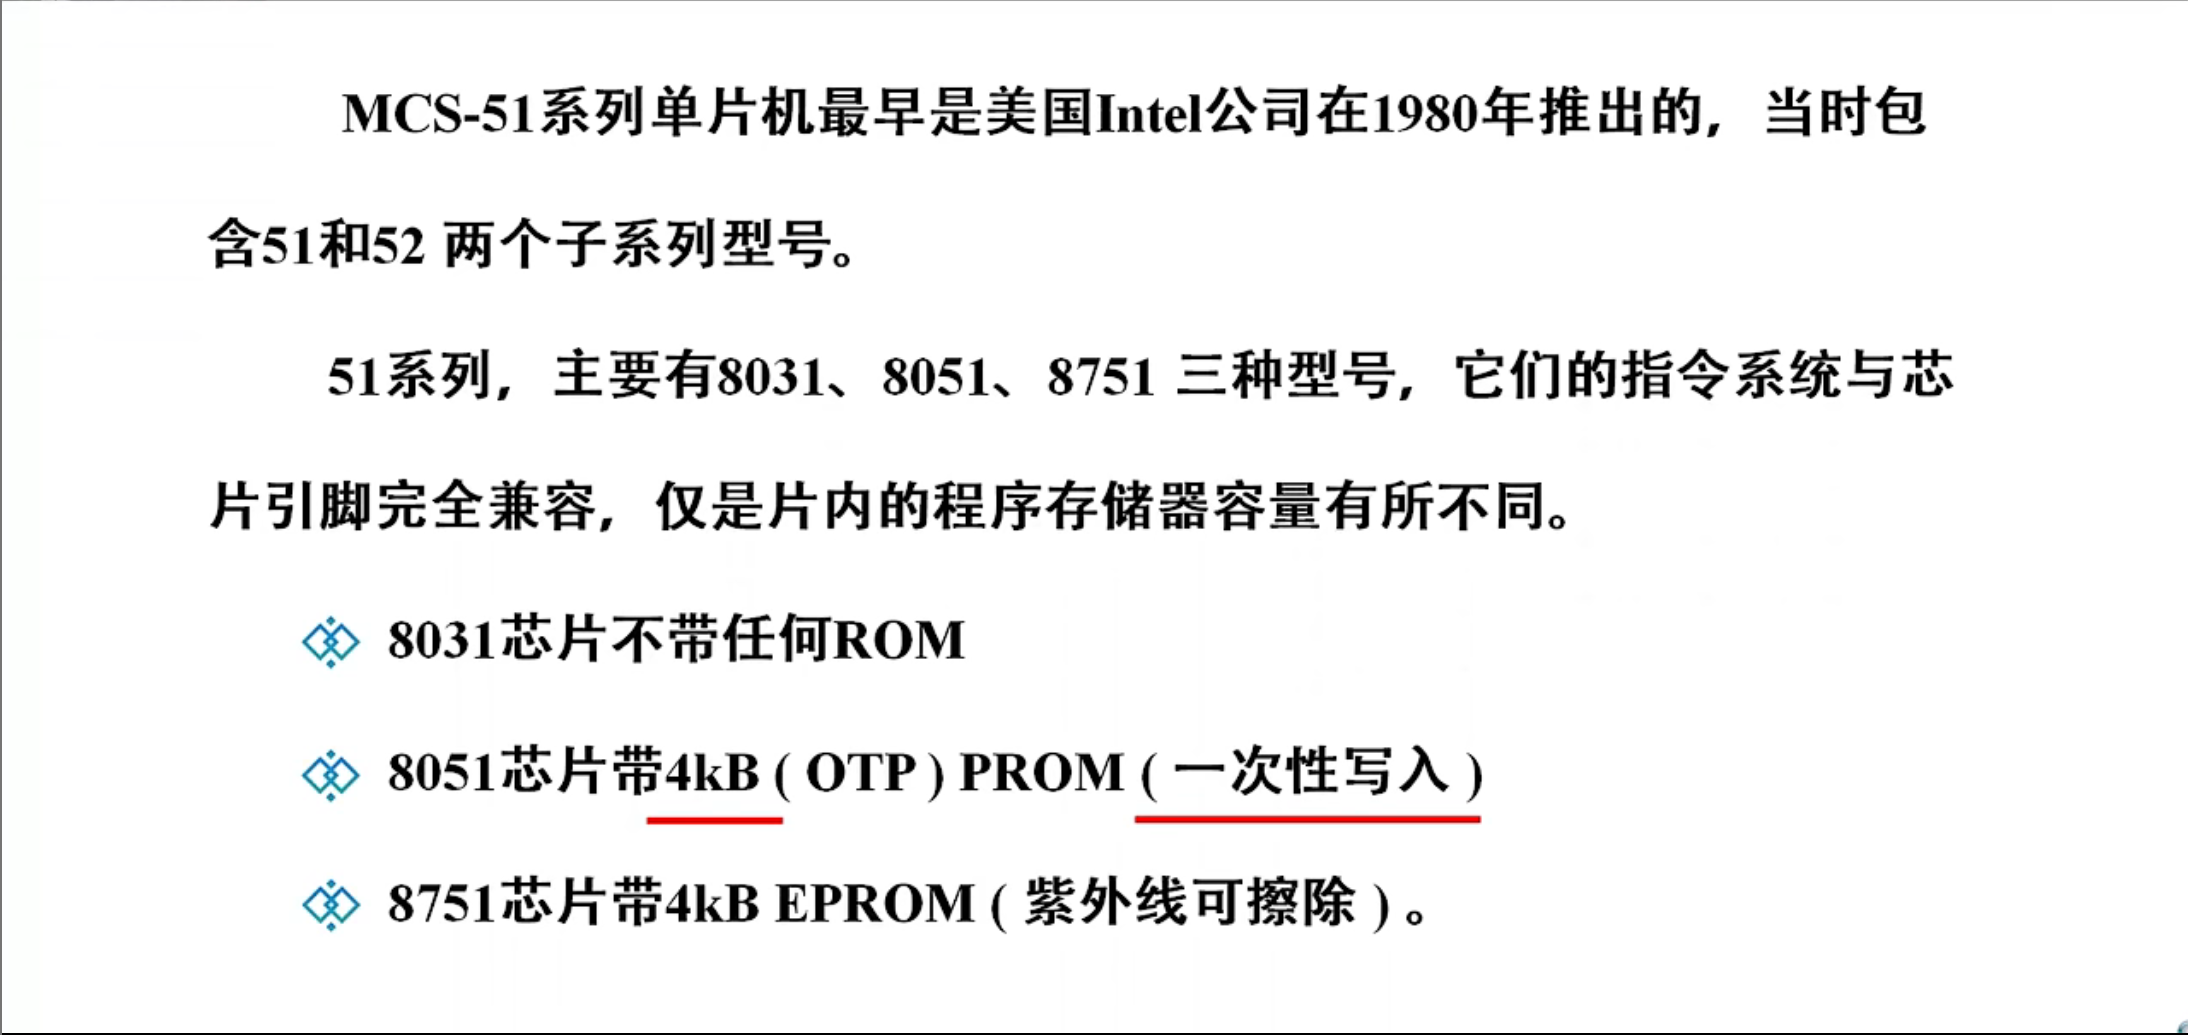 MCS-51系列单片机最早是美国Intel公司在1980年推出的，当时包
含51和52 两个子系列型号。
51系列，主要有8031、8051、8751 三种型号，它们的指令系统与芯
片引脚完全兼容，仅是片内的程序存储器容量有所不同。
8031芯片不带任何ROM
8051芯片带4kB ( OTP ) PROM ( 一次性写入 )
8751芯片带4kB EPROM ( 紫外线可擦除 ) 。